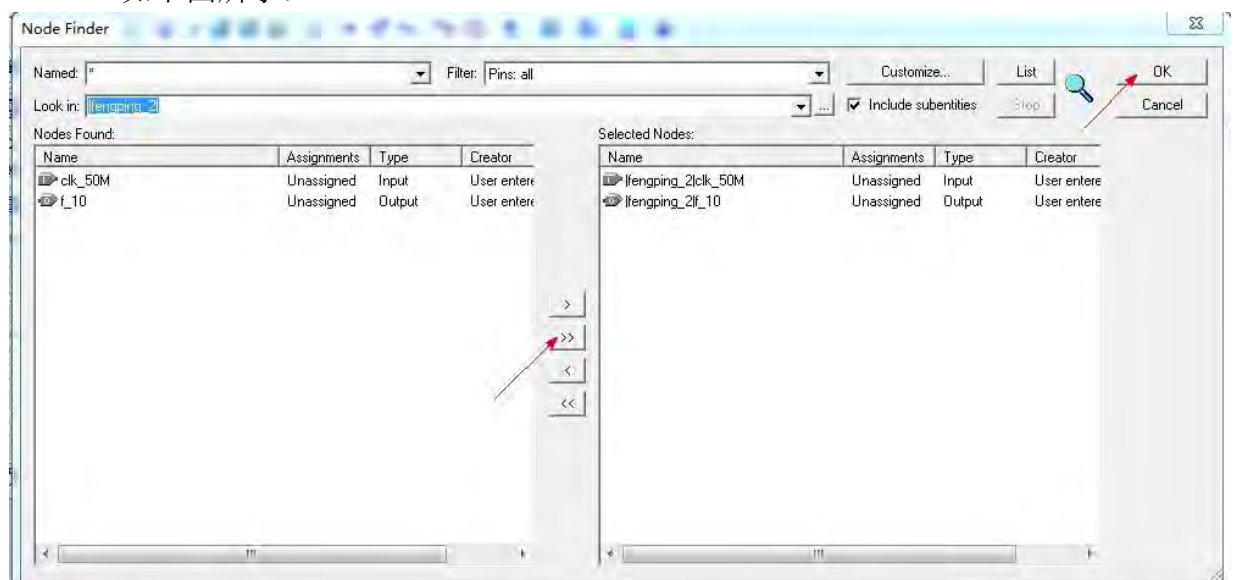 Node Finder
Named: * Filter: Pins: all Customize... List OK
Look in: |fengping_2| ... Include subentities Stop Cancel
Nodes Found: Selected Nodes:
Name Assignments Type Creator Name Assignments Type Creator
clk_50M Unassigned Input User entere |fengping_2|clk_50M Unassigned Input User entere
f_10 Unassigned Output User entere |fengping_2|f_10 Unassigned Output User entere
>
>>
<
<<